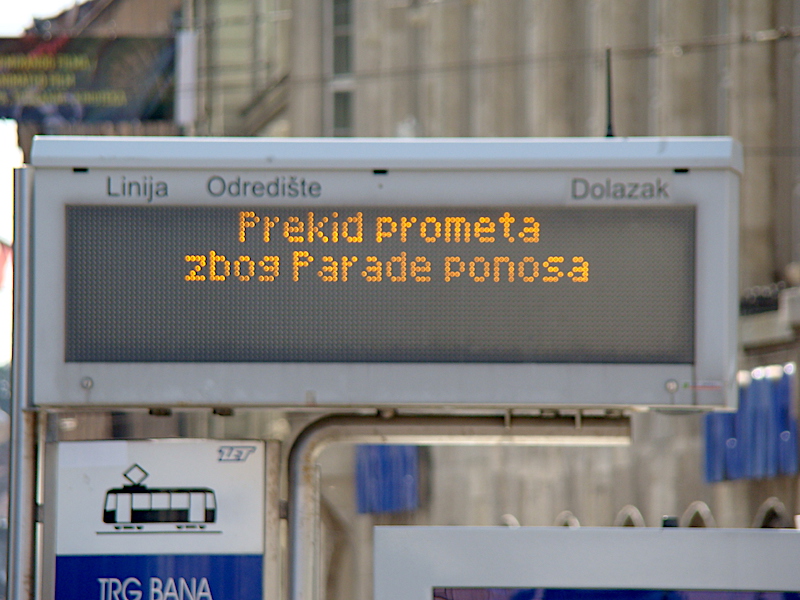 Linija Odredište Dolazak
Prekid prometa
zbog Parade ponosa
ZET
TRG BANA